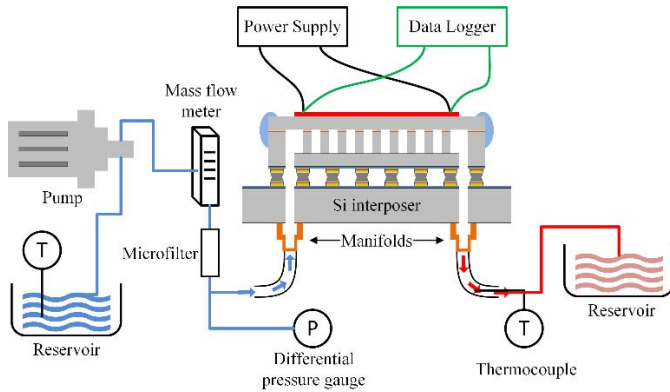 Power Supply
Data Logger
Mass flow
meter
Pump
Si interposer
Microfilter
Manifolds
T
Reservoir
P
Differential
pressure gauge
T
Thermocouple
Reservoir